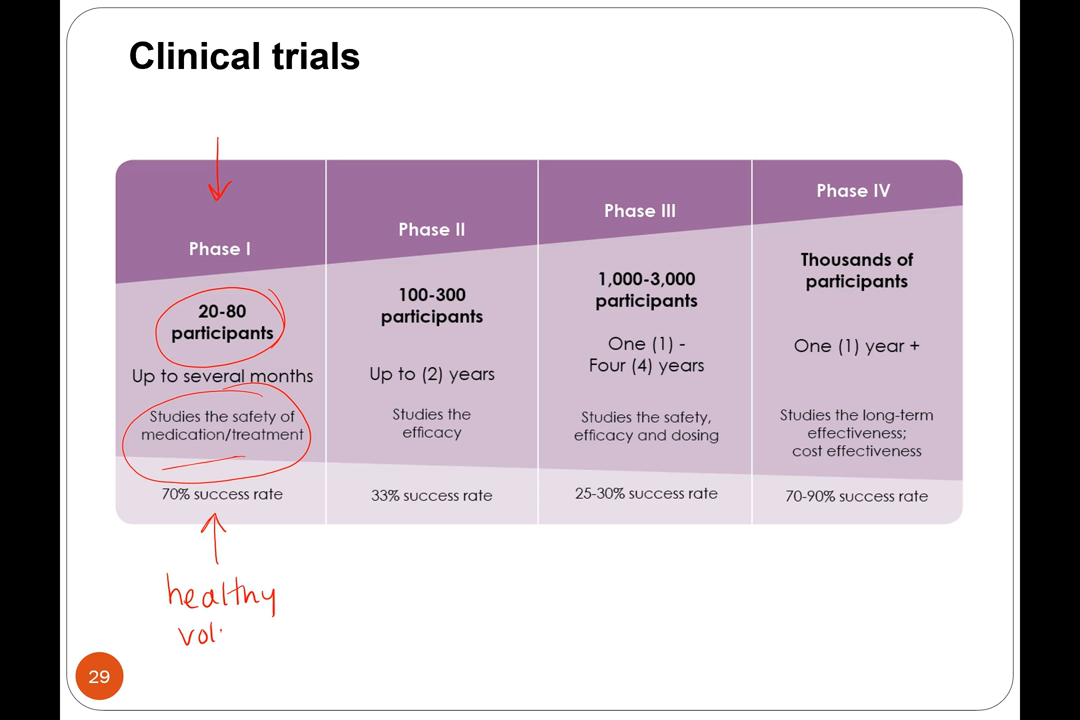 Clinical trials
Phase I
20-80
participants
Up to several months
Studies the safety of
medication/treatment
70% success rate
Phase II
100-300
participants
Up to (2) years
Studies the
efficacy
33% success rate
Phase III
1,000-3,000
participants
One (1) -
Four (4) years
Studies the safety,
efficacy and dosing
25-30% success rate
Phase IV
Thousands of
participants
One (1) year +
Studies the long-term
effectiveness;
cost effectiveness
70-90% success rate
healthy
vol.
29